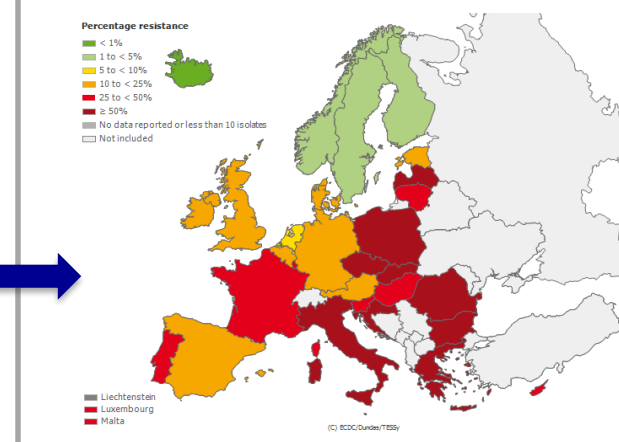 Percentage resistance
< 1%
1 to < 5%
5 to < 10%
10 to < 25%
25 to < 50%
≥ 50%
No data reported or less than 10 isolates
Not included
Liechtenstein
Luxembourg
Malta
(C) ECDC/Dundas/TESSy